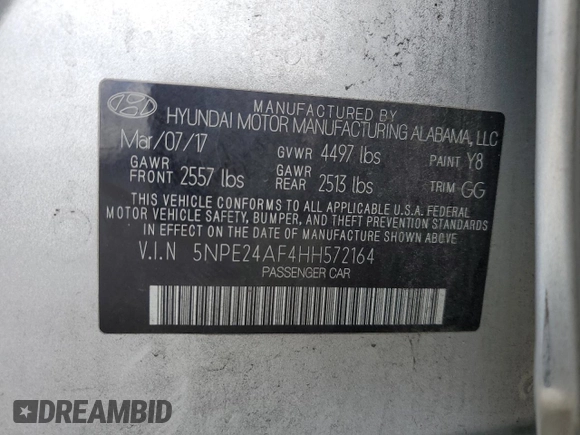 MANUFACTURED BY
HYUNDAI MOTOR MANUFACTURING ALABAMA, LLC
Mar/07/17 GVWR 4497 lbs PAINT Y8
GAWR FRONT 2557 lbs GAWR REAR 2513 lbs TRIM GG
THIS VEHICLE CONFORMS TO ALL APPLICABLE U.S.A. FEDERAL
MOTOR VEHICLE SAFETY, BUMPER, AND THEFT PREVENTION STANDARDS
IN EFFECT ON THE DATE OF MANUFACTURE SHOWN ABOVE.
V.I.N 5NPE24AF4HH572164
PASSENGER CAR
DREAMBID